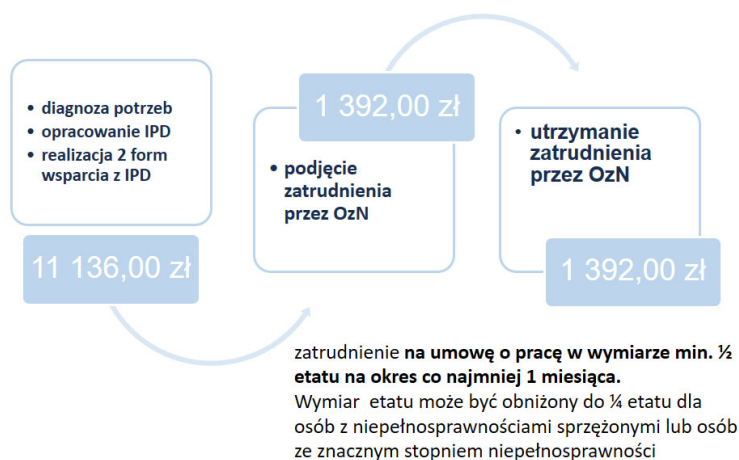 • diagnoza potrzeb
• opracowanie IPD
• realizacja 2 form
wsparcia z IPD
11 136,00 zł
1 392,00 zł
• podjęcie
zatrudnienia
przez OzN
• utrzymanie
zatrudnienia
przez OzN
1 392,00 zł
zatrudnienie na umowę o pracę w wymiarze min. ½
etatu na okres co najmniej 1 miesiąca.
Wymiar etatu może być obniżony do ¼ etatu dla
osób z niepełnosprawnościami sprzężonymi lub osób
ze znacznym stopniem niepełnosprawności